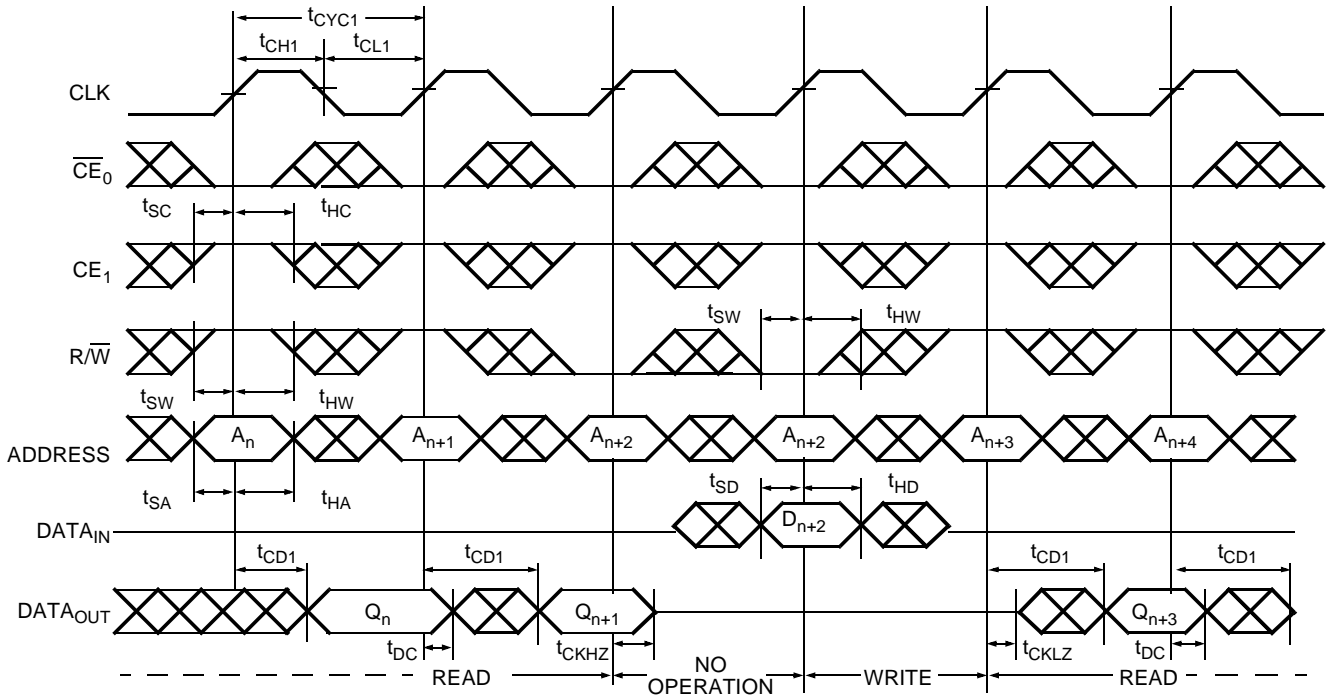 tCYC1
tCH1 tCL1
CLK
CE0
tSC tHC
CE1
tSW tHW
R/W
tSW tHW
ADDRESS An An+1 An+2 An+2 An+3 An+4
tSA tHA tSD tHD
DATAIN Dn+2
tCD1 tCD1 tCD1 tCD1
DATAOUT Qn Qn+1 Qn+3
tDC tCKHZ tCKLZ tDC
READ NO OPERATION WRITE READ